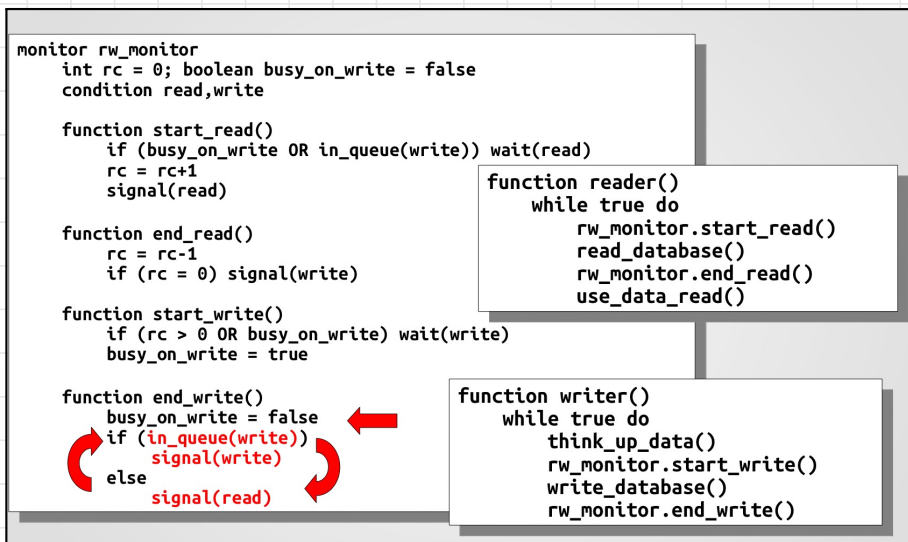 monitor rw_monitor
int rc = 0; boolean busy_on_write = false
condition read,write
function start_read()
if (busy_on_write OR in_queue(write)) wait(read)
rc = rc+1
signal(read)
function end_read()
rc = rc-1
if (rc = 0) signal(write)
function start_write()
if (rc > 0 OR busy_on_write) wait(write)
busy_on_write = true
function end_write()
busy_on_write = false
if (in_queue(write))
signal(write)
else
signal(read)
function reader()
while true do
rw_monitor.start_read()
read_database()
rw_monitor.end_read()
use_data_read()
function writer()
while true do
think_up_data()
rw_monitor.start_write()
write_database()
rw_monitor.end_write()